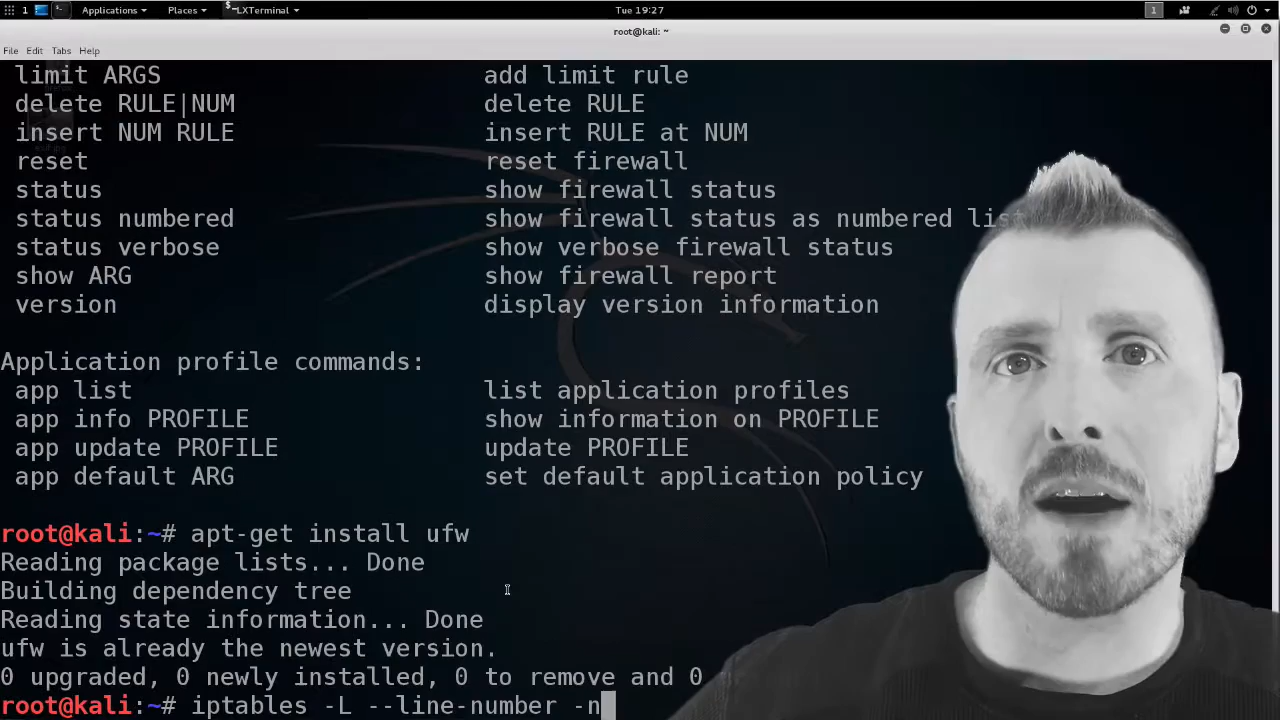 1 Applications Places LXTerminal Tue 19:27 1
root@kali: ~
File Edit Tabs Help
limit ARGS add limit rule
delete RULE|NUM delete RULE
insert NUM RULE insert RULE at NUM
reset reset firewall
status show firewall status
status numbered show firewall status as numbered list
status verbose show verbose firewall status
show ARG show firewall report
version display version information
Application profile commands:
app list list application profiles
app info PROFILE show information on PROFILE
app update PROFILE update PROFILE
app default ARG set default application policy
root@kali:~# apt-get install ufw
Reading package lists... Done
Building dependency tree
Reading state information... Done
ufw is already the newest version.
0 upgraded, 0 newly installed, 0 to remove and 0
root@kali:~# iptables -L --line-number -n